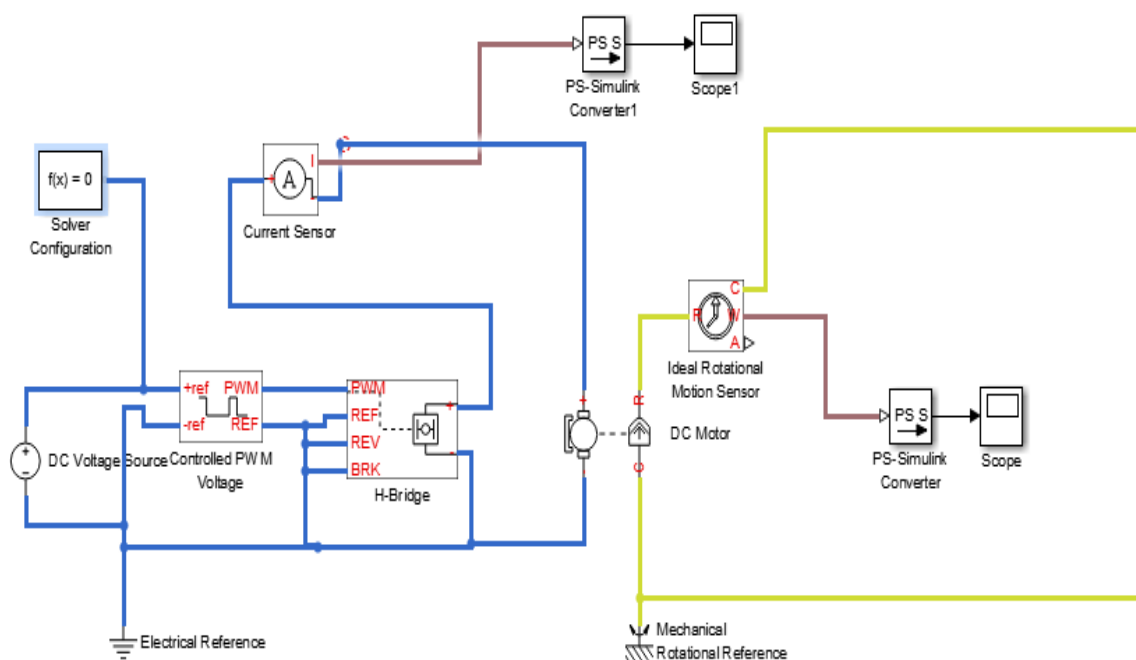 PS S
PS-Simulink
Converter1
Scope1
f(x) = 0
Solver
Configuration
I
+
A
-
Current Sensor
C
R
W
A
Ideal Rotational
Motion Sensor
+ref
PWM
-ref
REF
Controlled PWM
Voltage
PWM
REF
REV
BRK
+
-
H-Bridge
DC Voltage Source
+
-
+
-
R
C
DC Motor
PS S
PS-Simulink
Converter
Scope
Electrical Reference
Mechanical
Rotational Reference